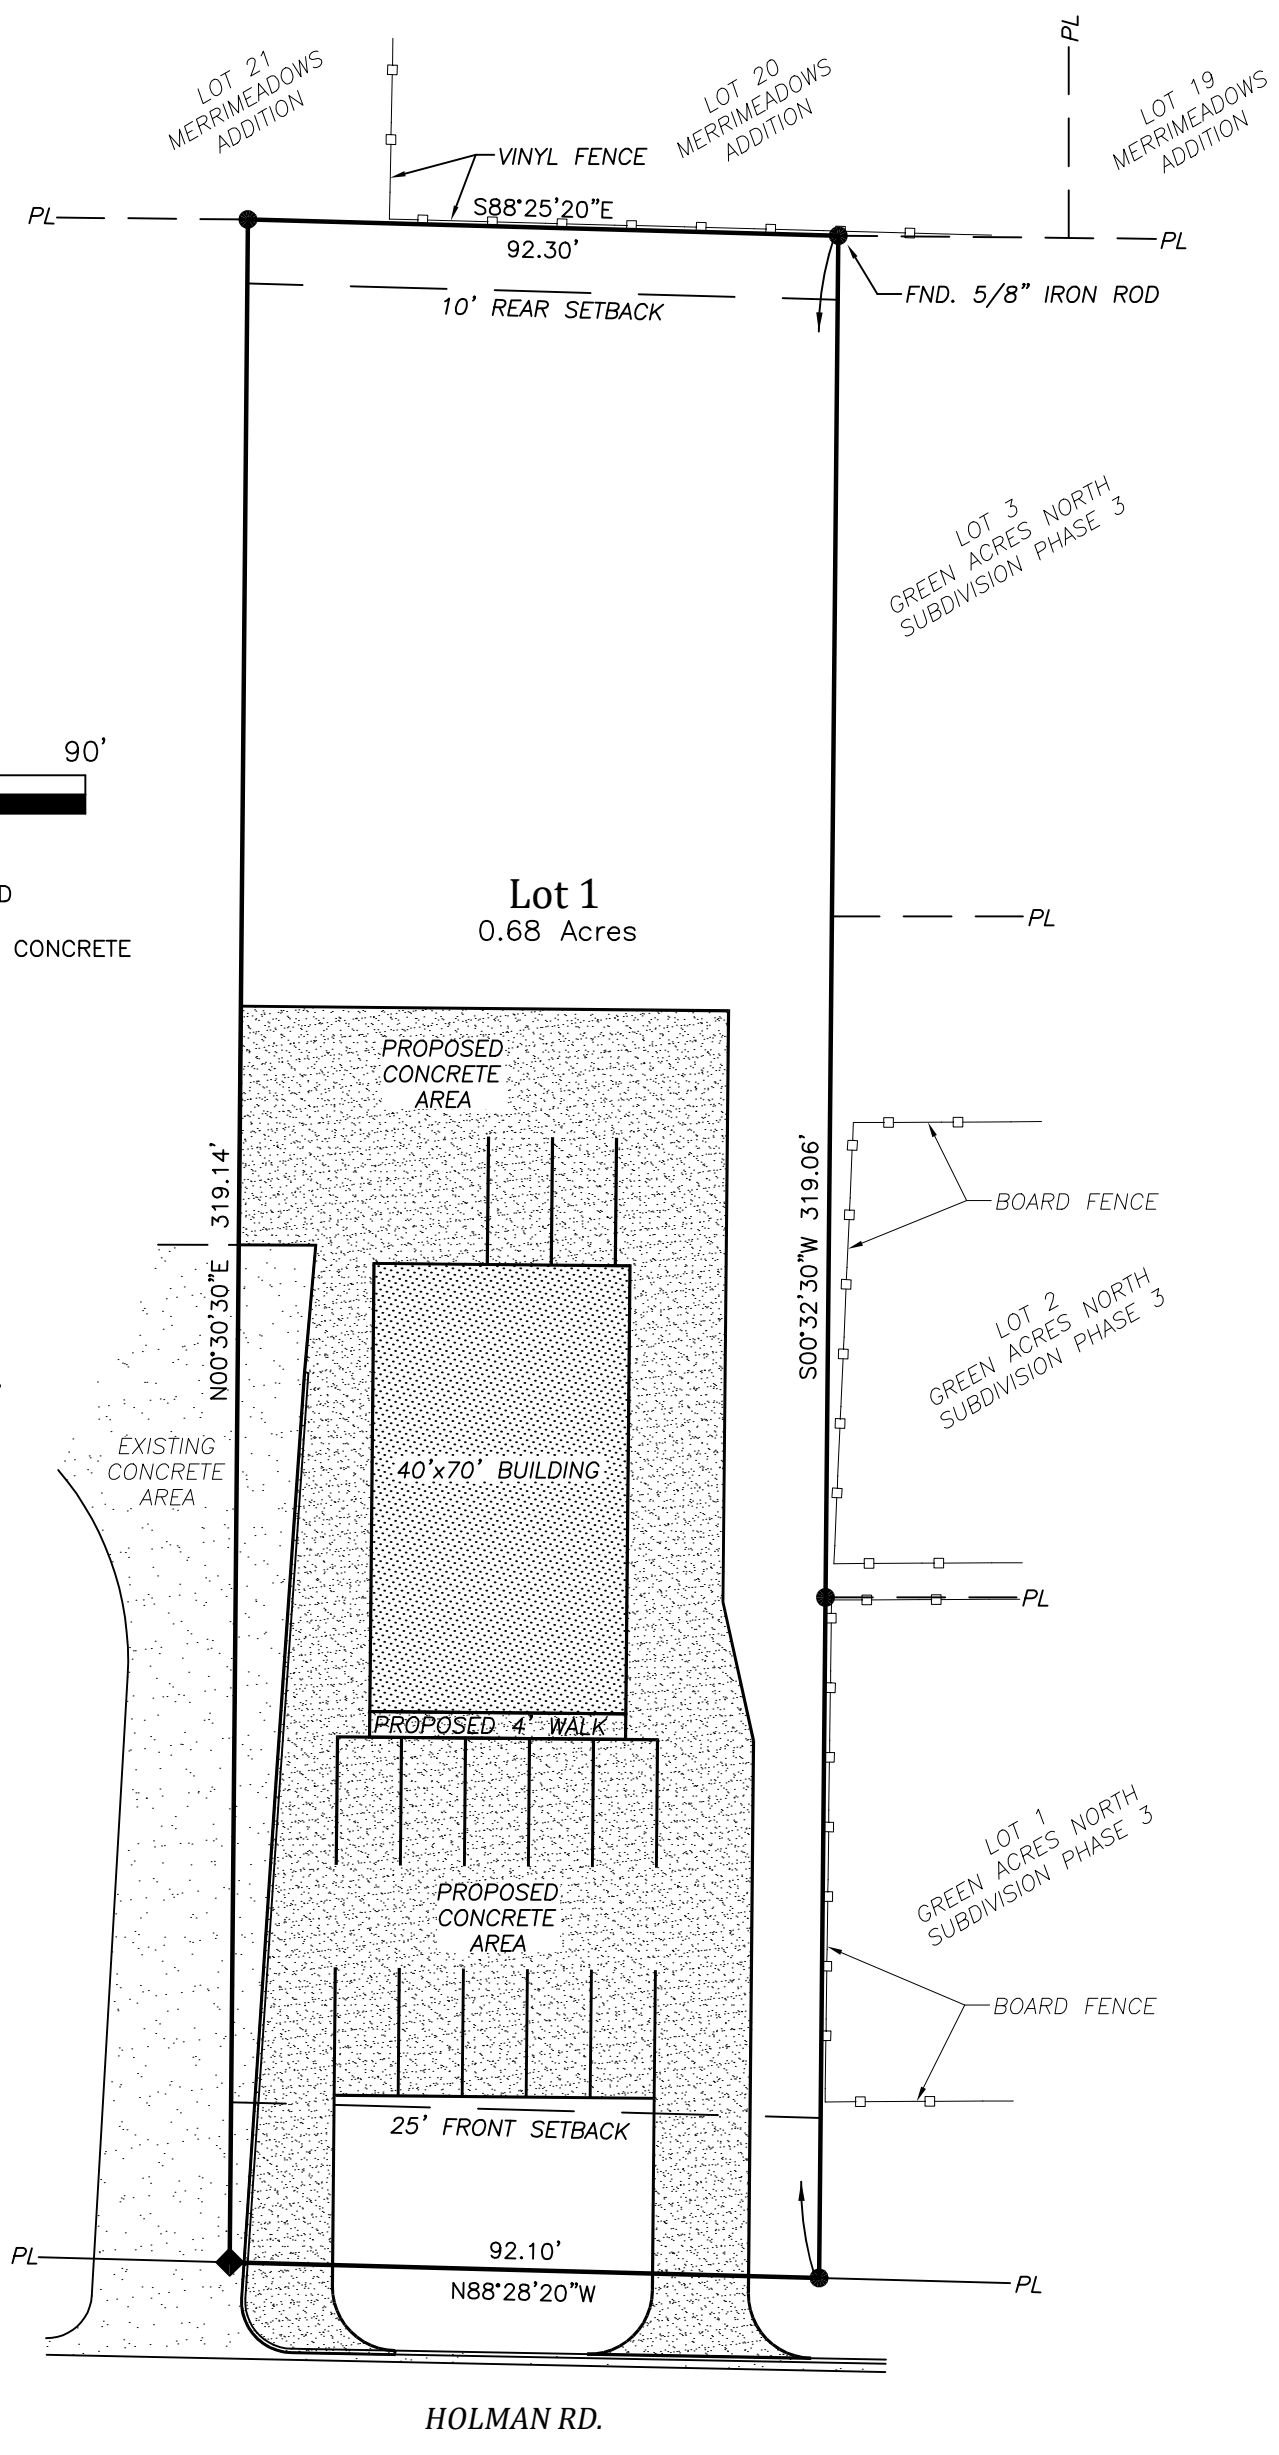 PL
LOT 21
MERRIMEADOWS
ADDITION
LOT 20
MERRIMEADOWS
ADDITION
LOT 19
MERRIMEADOWS
ADDITION
VINYL FENCE
PL
S88°25'20"E
92.30'
PL
10' REAR SETBACK
FND. 5/8" IRON ROD
LOT 3
GREEN ACRES NORTH
SUBDIVISION PHASE 3
90'
D
CONCRETE
Lot 1
0.68 Acres
PL
PROPOSED
CONCRETE
AREA
N00°30'30"E 319.14'
S00°32'30"W 319.06'
BOARD FENCE
LOT 2
GREEN ACRES NORTH
SUBDIVISION PHASE 3
EXISTING
CONCRETE
AREA
40'x70' BUILDING
PL
PROPOSED 4' WALK
LOT 1
GREEN ACRES NORTH
SUBDIVISION PHASE 3
PROPOSED
CONCRETE
AREA
BOARD FENCE
25' FRONT SETBACK
PL
92.10'
N88°28'20"W
PL
HOLMAN RD.